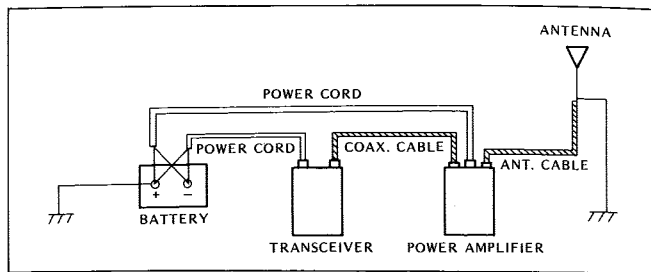 ANTENNA
POWER CORD
POWER CORD
COAX. CABLE
ANT. CABLE
+ −
BATTERY
TRANSCEIVER
POWER AMPLIFIER